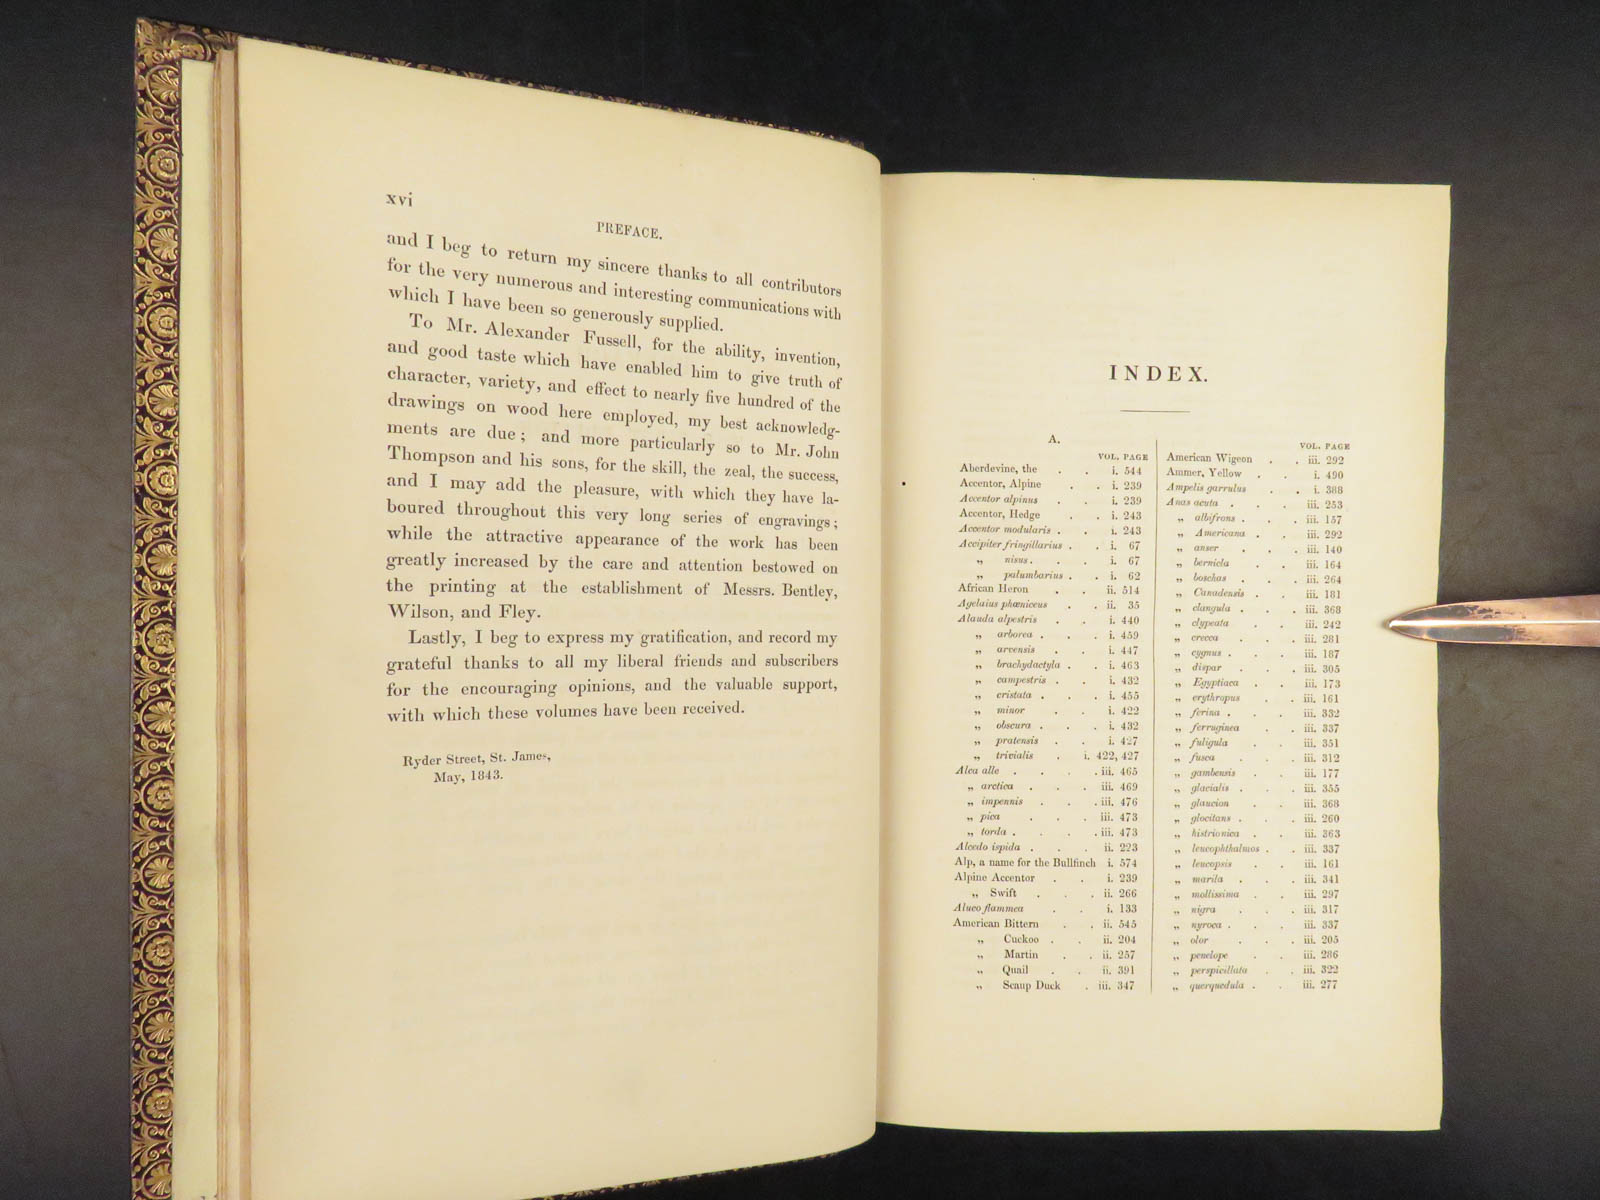 xvi
PREFACE.
and I beg to return my sincere thanks to all contributors
for the very numerous and interesting communications with
which I have been so generously supplied.
To Mr. Alexander Fussell, for the ability, invention,
and good taste which have enabled him to give truth of
character, variety, and effect to nearly five hundred of the
drawings on wood here employed, my best acknowledg-
ments are due; and more particularly so to Mr. John
Thompson and his sons, for the skill, the zeal, the success,
and I may add the pleasure, with which they have la-
boured throughout this very long series of engravings;
while the attractive appearance of the work has been
greatly increased by the care and attention bestowed on
the printing at the establishment of Messrs. Bentley,
Wilson, and Fley.
Lastly, I beg to express my gratification, and record my
grateful thanks to all my liberal friends and subscribers
for the encouraging opinions, and the valuable support,
with which these volumes have been received.
Ryder Street, St. James,
May, 1843.
INDEX.
A.
VOL. PAGE
Aberdevine, the . . i. 544
Accentor, Alpine . . i. 239
Accentor alpinus . . i. 239
Accentor, Hedge . . i. 243
Accentor modularis . . i. 243
Accipiter fringillarius . . i. 67
„ nisus . . . i. 67
„ palumbarius . . i. 62
African Heron . . ii. 514
Agelaius phœniceus . . ii. 35
Alauda alpestris . . i. 440
„ arborea . . . i. 459
„ arvensis . . i. 447
„ brachydactyla . . i. 463
„ campestris . . i. 432
„ cristata . . . i. 455
„ minor . . i. 422
„ obscura . . . i. 432
„ pratensis . . i. 427
„ trivialis . i. 422, 427
Alca alle . . . . iii. 465
„ arctica . . . iii. 469
„ impennis . . . iii. 476
„ pica . . . iii. 473
„ torda . . . . iii. 473
Alcedo ispida . . . ii. 223
Alp, a name for the Bullfinch i. 574
Alpine Accentor . . i. 239
„ Swift . . . ii. 266
Aluco flammea . . i. 133
American Bittern . . ii. 545
„ Cuckoo . . ii. 204
„ Martin . . ii. 257
„ Quail . . ii. 391
„ Scaup Duck . iii. 347
VOL. PAGE
American Wigeon . . iii. 292
Ammer, Yellow . . i. 490
Ampelis garrulus . . i. 388
Anas acuta . . . iii. 253
„ albifrons . . . iii. 157
„ Americana . . iii. 292
„ anser . . . iii. 140
„ bernicla . . iii. 164
„ boschas . . . iii. 264
„ Canadensis . . iii. 181
„ clangula . . . iii. 368
„ clypeata . . iii. 242
„ crecca . . . iii. 281
„ cygnus . . . iii. 187
„ dispar . . . iii. 305
„ Egyptiaca . . iii. 173
„ erythropus . . iii. 161
„ ferina . . . iii. 332
„ ferruginea . . iii. 337
„ fuligula . . . iii. 351
„ fusca . . . iii. 312
„ gambensis . . iii. 177
„ glacialis . . . iii. 355
„ glaucion . . iii. 368
„ glocitans . . . iii. 260
„ histrionica . . iii. 363
„ leucophthalmos . . iii. 337
„ leucopsis . . iii. 161
„ marila . . . iii. 341
„ mollissima . . iii. 297
„ nigra . . . iii. 317
„ nyroca . . . iii. 337
„ olor . . . iii. 205
„ penelope . . iii. 286
„ perspicillata . . iii. 322
„ querquedula . . iii. 277